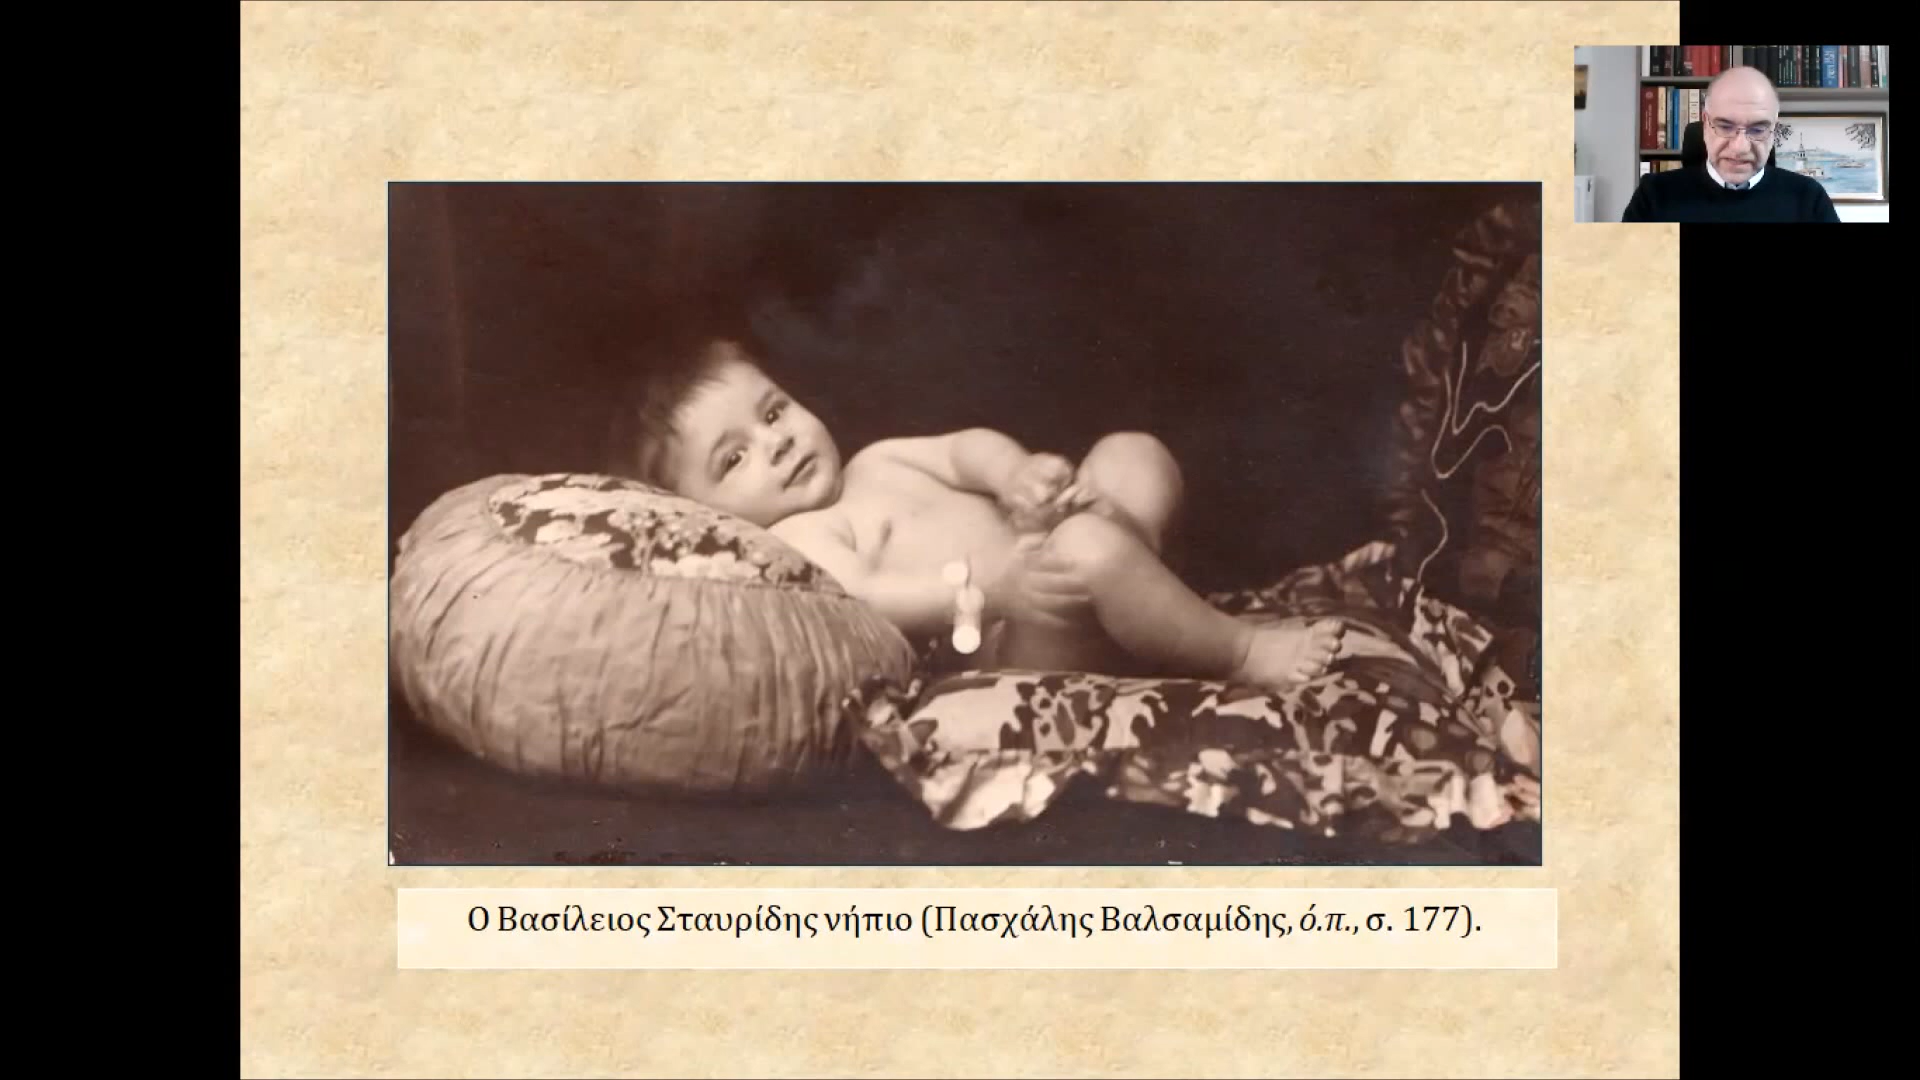 Ο Βασίλειος Σταυρίδης νήπιο (Πασχάλης Βαλσαμίδης, ό.π., σ. 177).